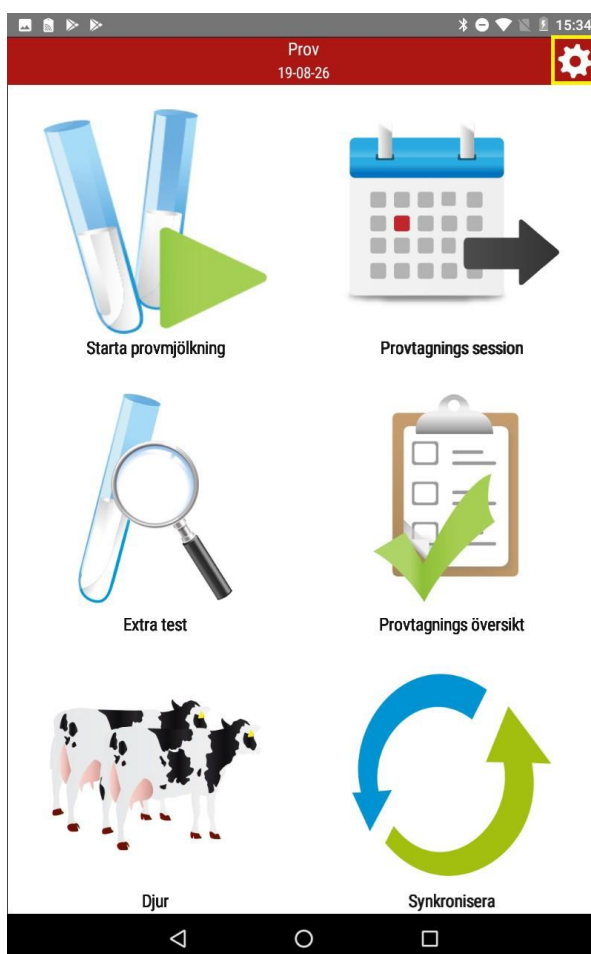 15:34
Prov
19-08-26
Starta provmjölkning
Provtagnings session
Extra test
Provtagnings översikt
Djur
Synkronisera